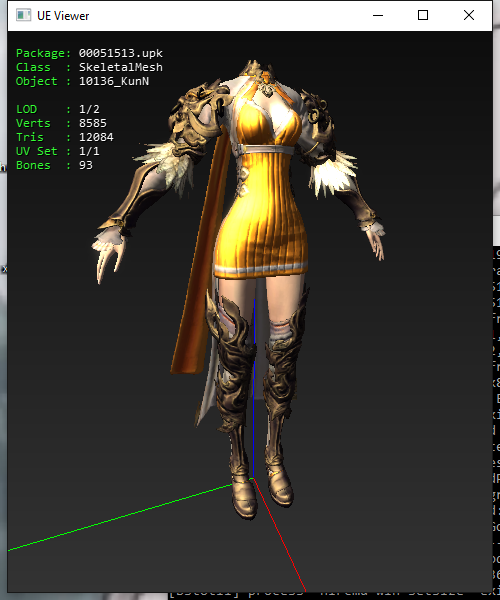 UE Viewer
Package: 00051513.upk
Class : SkeletalMesh
Object : 10136_KunN
LOD : 1/2
Verts : 8585
Tris : 12084
UV Set : 1/1
Bones : 93